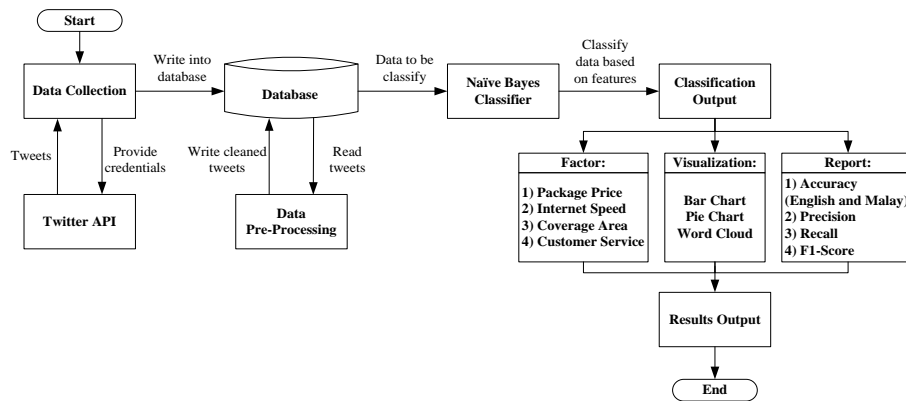 Start
Data Collection
Write into
database
Database
Data to be
classify
Naïve Bayes
Classifier
Classify
data based
on features
Classification
Output
Tweets
Provide
credentials
Twitter API
Write cleaned
tweets
Read
tweets
Data
Pre-Processing
Factor:
1) Package Price
2) Internet Speed
3) Coverage Area
4) Customer Service
Visualization:
Bar Chart
Pie Chart
Word Cloud
Report:
1) Accuracy
(English and Malay)
2) Precision
3) Recall
4) F1-Score
Results Output
End